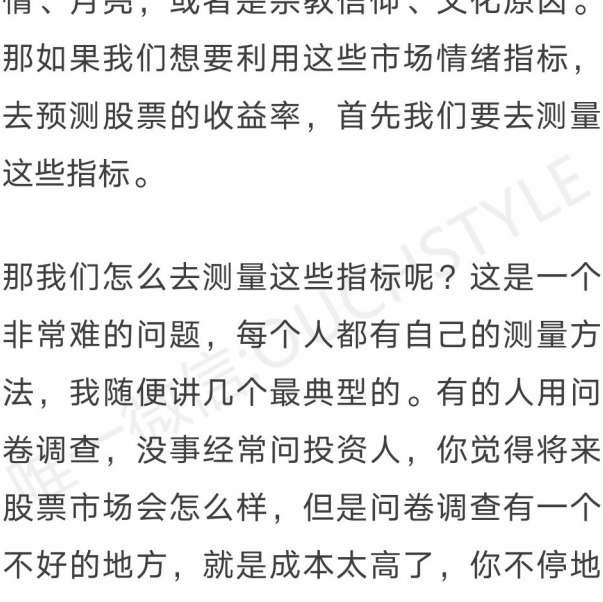 情、月亮，或者是宗教信仰、文化原因。
那如果我们想要利用这些市场情绪指标，
去预测股票的收益率，首先我们要去测量
这些指标。
那我们怎么去测量这些指标呢？这是一个
非常难的问题，每个人都有自己的测量方
法，我随便讲几个最典型的。有的人用问
卷调查，没事经常问投资人，你觉得将来
股票市场会怎么样，但是问卷调查有一个
不好的地方，就是成本太高了，你不停地
唯一微信:OUCHSTYLE